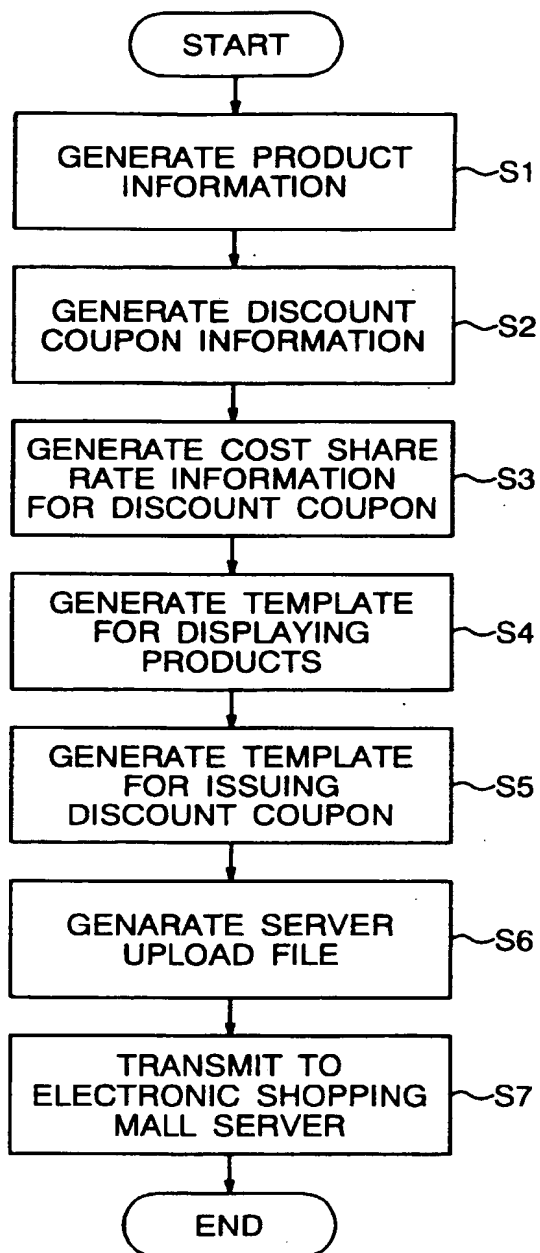 START
GENERATE PRODUCT
INFORMATION
S1
GENERATE DISCOUNT
COUPON INFORMATION
S2
GENERATE COST SHARE
RATE INFORMATION
FOR DISCOUNT COUPON
S3
GENERATE TEMPLATE
FOR DISPLAYING
PRODUCTS
S4
GENERATE TEMPLATE
FOR ISSUING
DISCOUNT COUPON
S5
GENARATE SERVER
UPLOAD FILE
S6
TRANSMIT TO
ELECTRONIC SHOPPING
MALL SERVER
S7
END